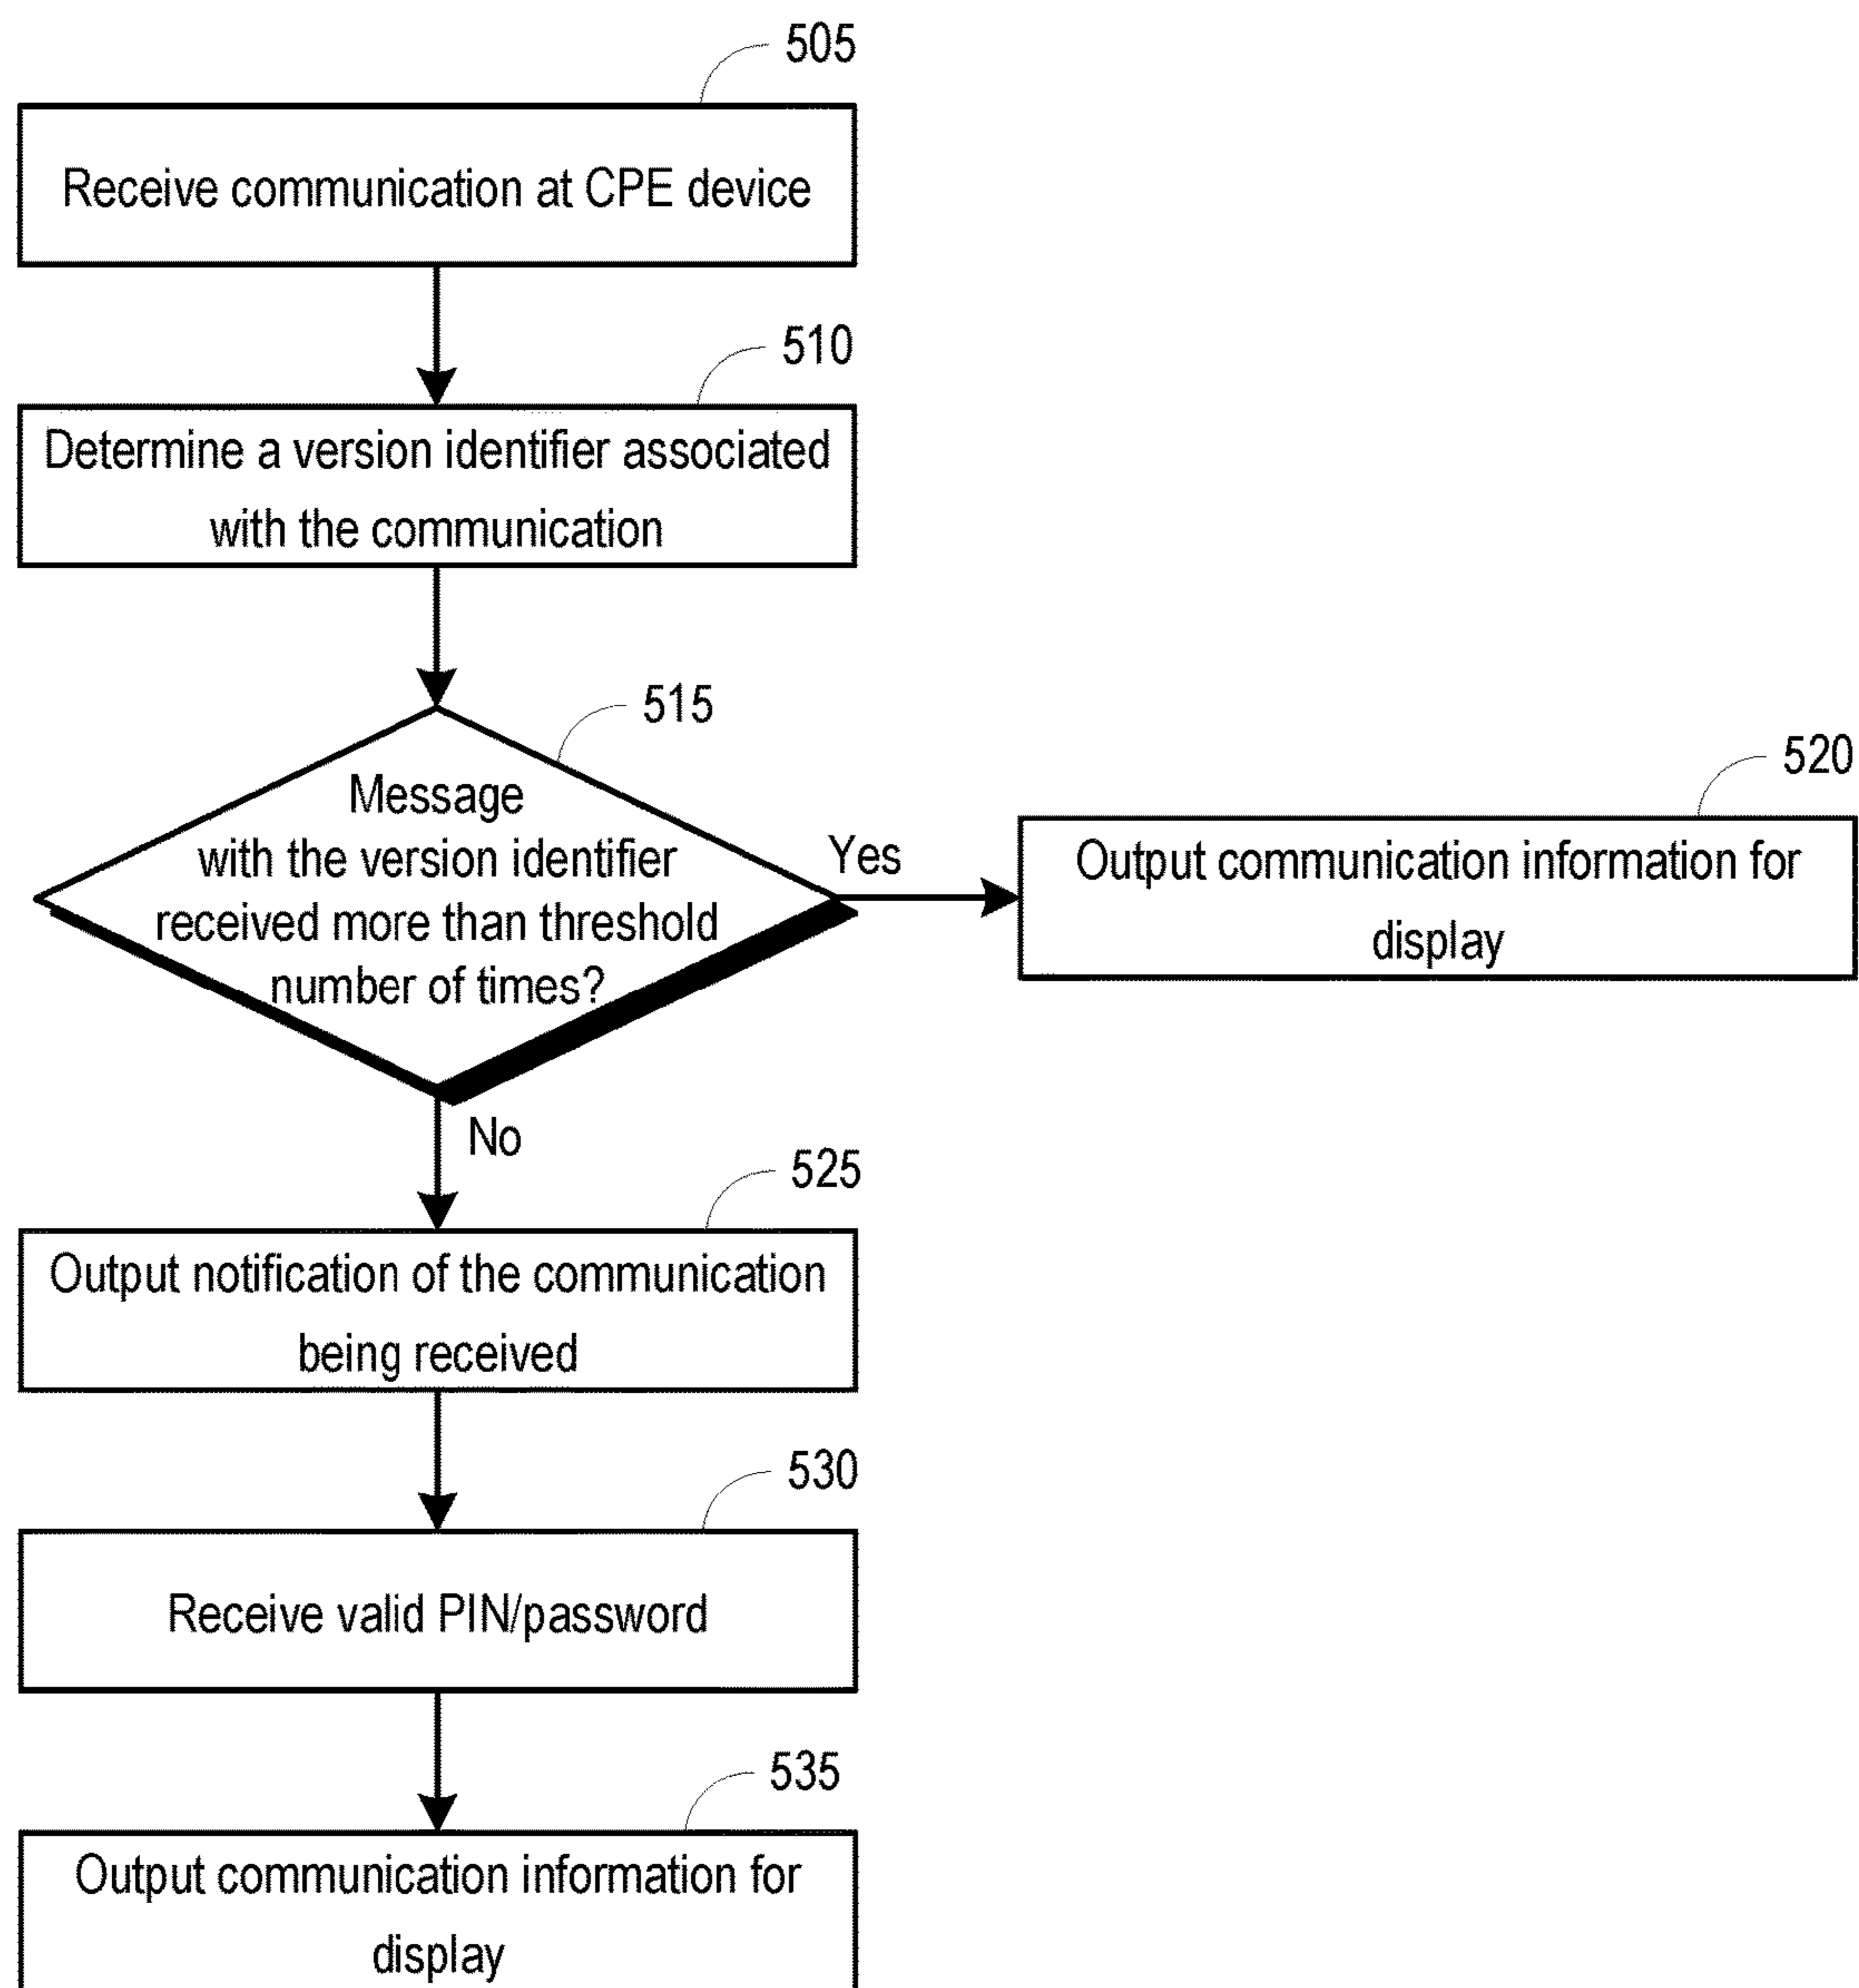 505
Receive communication at CPE device
510
Determine a version identifier associated
with the communication
515
Message
with the version identifier
received more than threshold
number of times?
Yes
520
Output communication information for
display
No
525
Output notification of the communication
being received
530
Receive valid PIN/password
535
Output communication information for
display